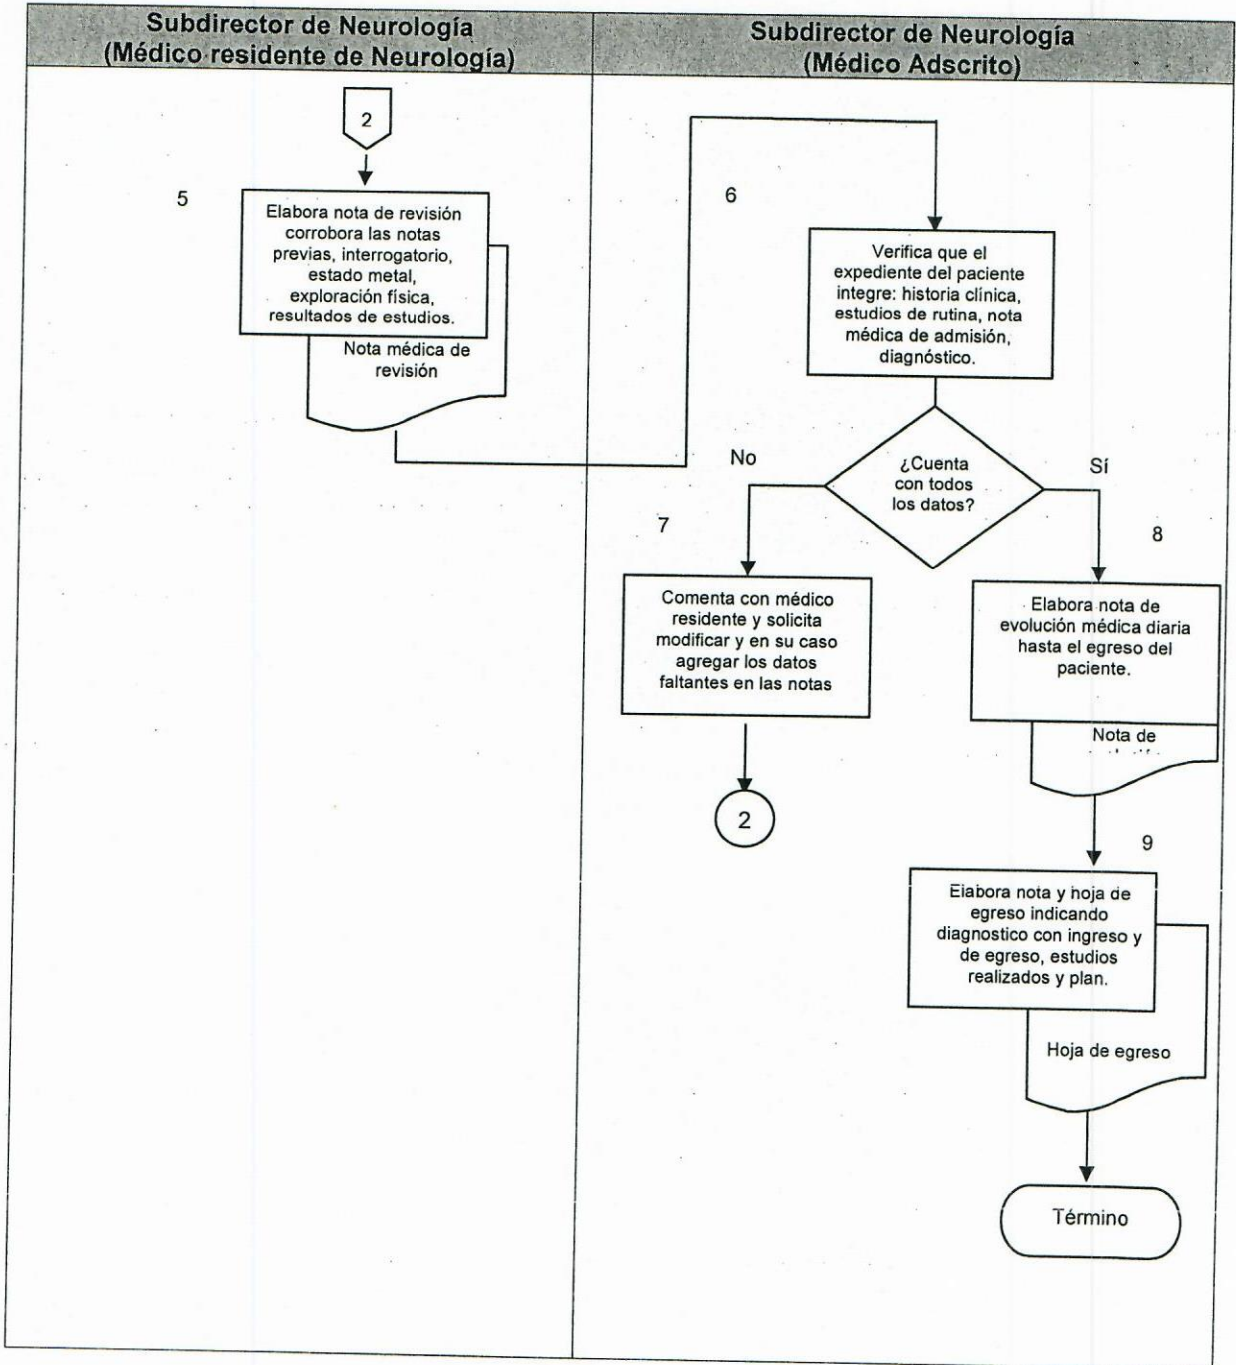 Subdirector de Neurología
(Médico residente de Neurología)
Subdirector de Neurología
(Médico Adscrito)
2
5
Elabora nota de revisión
corrobora las notas
previas, interrogatorio,
estado metal,
exploración física,
resultados de estudios.
Nota médica de
revisión
6
Verifica que el
expediente del paciente
integre: historia clínica,
estudios de rutina, nota
médica de admisión,
diagnóstico.
¿Cuenta
con todos
los datos?
No
Sí
7
Comenta con médico
residente y solicita
modificar y en su caso
agregar los datos
faltantes en las notas
2
8
Elabora nota de
evolución médica diaria
hasta el egreso del
paciente.
Nota de
9
Elabora nota y hoja de
egreso indicando
diagnostico con ingreso y
de egreso, estudios
realizados y plan.
Hoja de egreso
Término